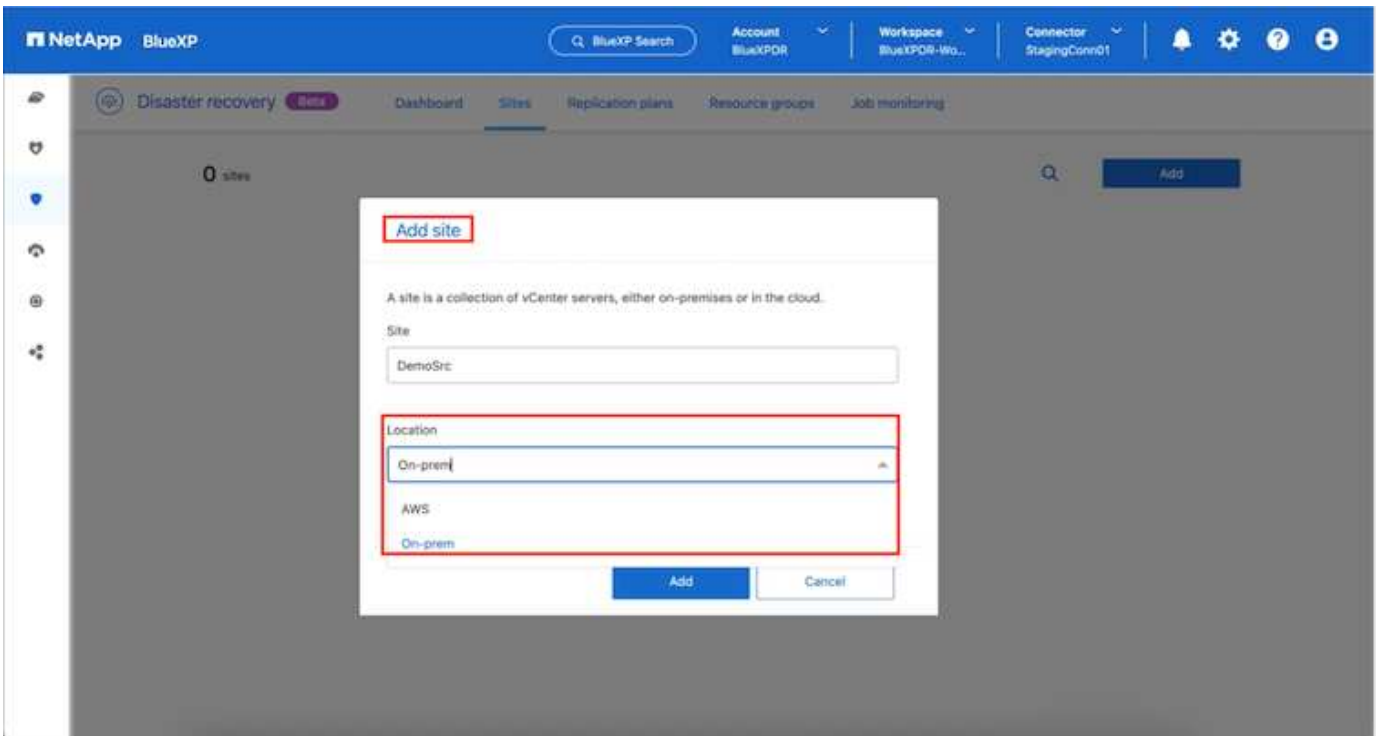 NetApp BlueXP
BlueXP Search
Account
BlueXPDR
Workspace
BlueXPDR-Wo...
Connector
StagingConn01
Disaster recovery Beta
Dashboard
Sites
Replication plans
Resource groups
Job monitoring
0 sites
Add
Add site
A site is a collection of vCenter servers, either on-premises or in the cloud.
Site
DemoSrc
Location
On-prem
AWS
On-prem
Add
Cancel